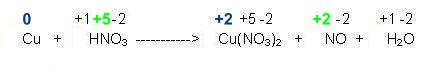 0 +1+5-2 +2 +5 -2 +2 -2 +1 -2
Cu + HNO₃ -----------> Cu(NO₃)₂ + NO + H₂O